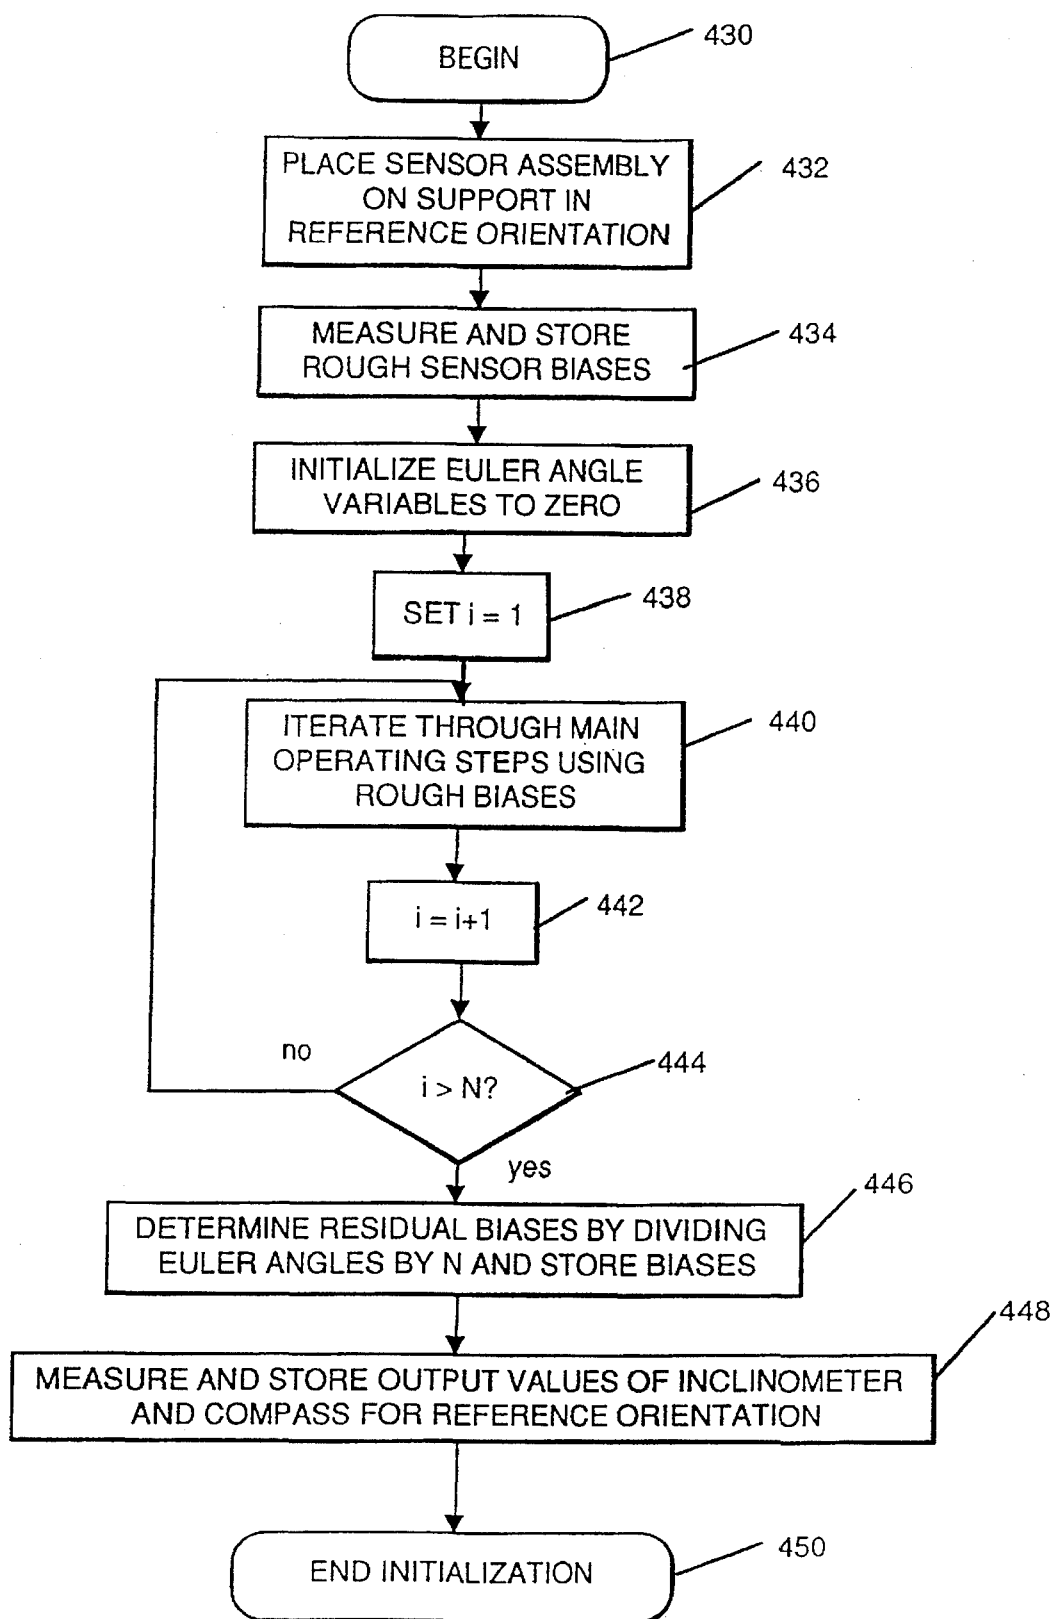 BEGIN
430
PLACE SENSOR ASSEMBLY
ON SUPPORT IN
REFERENCE ORIENTATION
432
MEASURE AND STORE
ROUGH SENSOR BIASES
434
INITIALIZE EULER ANGLE
VARIABLES TO ZERO
436
SET i = 1
438
ITERATE THROUGH MAIN
OPERATING STEPS USING
ROUGH BIASES
440
i = i+1
442
no
i > N?
444
yes
DETERMINE RESIDUAL BIASES BY DIVIDING
EULER ANGLES BY N AND STORE BIASES
446
MEASURE AND STORE OUTPUT VALUES OF INCLINOMETER
AND COMPASS FOR REFERENCE ORIENTATION
448
END INITIALIZATION
450